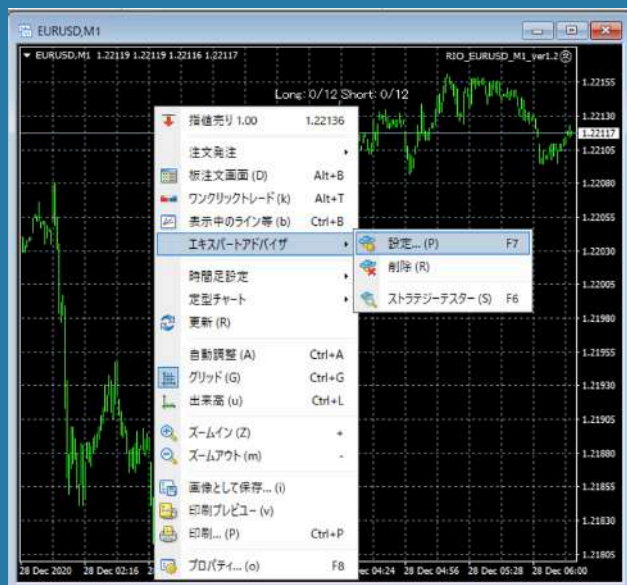 EURUSD,M1
EURUSD,M1 1.22119 1.22119 1.22116 1.22117
RIO_EURUSD_M1_ver1.2
Long: 0/12 Short: 0/12
指値売り 1.00 1.22136
注文発注
板注文画面 (D) Alt+B
ワンクリックトレード (k) Alt+T
表示中のライン等 (b) Ctrl+B
エキスパートアドバイザ
設定... (P) F7
削除 (R)
ストラテジーテスター (S) F6
時間足設定
定型チャート
更新 (R)
自動調整 (A) Ctrl+A
グリッド (G) Ctrl+G
出来高 (u) Ctrl+L
ズームイン (Z) +
ズームアウト (m) -
画像として保存... (i)
印刷プレビュー (v)
印刷... (P) Ctrl+P
プロパティ... (o) F8
1.22155
1.22130
1.22117
1.22105
1.22080
1.22055
1.22030
1.22005
1.21980
1.21955
1.21930
1.21905
1.21880
1.21855
1.21830
1.21805
28 Dec 2020 28 Dec 02:16 2 ec 04:24 28 Dec 04:56 28 Dec 05:28 28 Dec 06:00